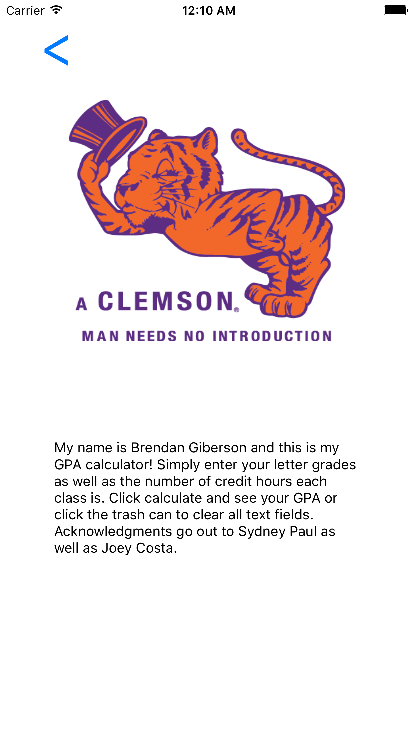 Carrier 12:10 AM
<
A CLEMSON®
MAN NEEDS NO INTRODUCTION
My name is Brendan Giberson and this is my
GPA calculator! Simply enter your letter grades
as well as the number of credit hours each
class is. Click calculate and see your GPA or
click the trash can to clear all text fields.
Acknowledgments go out to Sydney Paul as
well as Joey Costa.